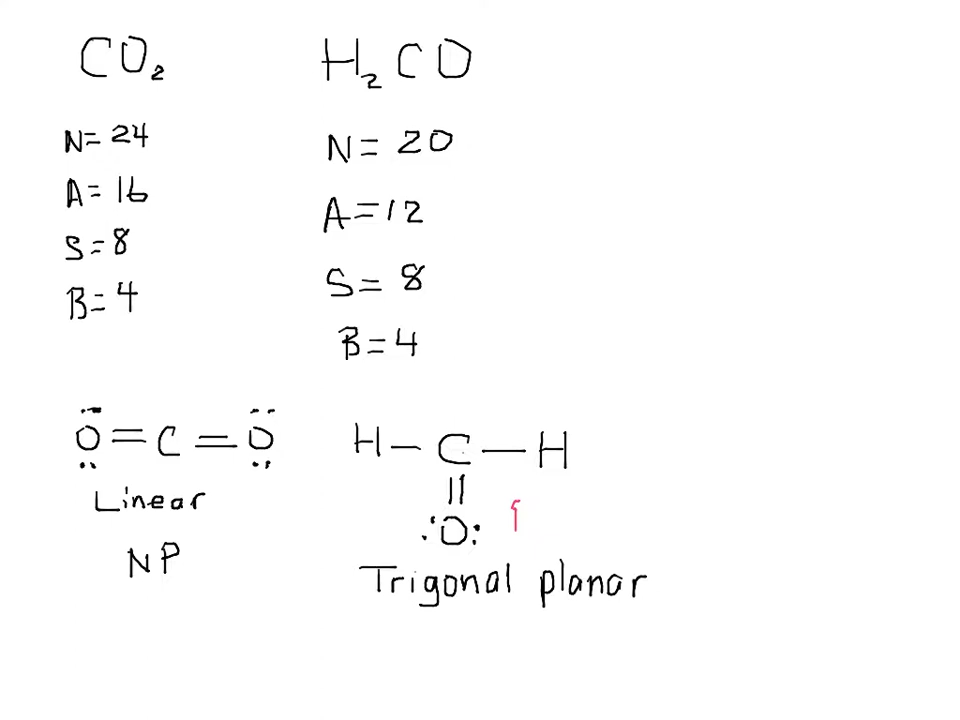 CO₂
N= 24
A= 16
S= 8
B= 4
O=C=O
Linear
NP
H₂CO
N= 20
A=12
S= 8
B=4
H-C-H
||
:O:
Trigonal planar